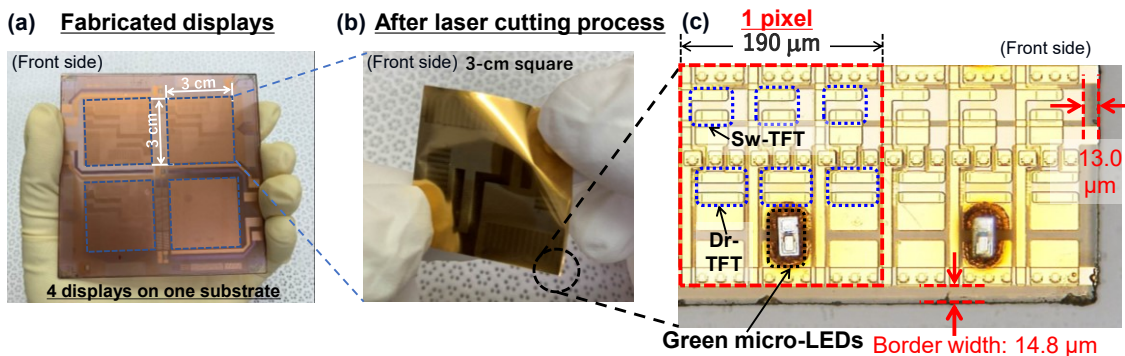 (a) Fabricated displays
(Front side)
3 cm
3 cm
4 displays on one substrate
(b) After laser cutting process
(Front side)
3-cm square
(c)
1 pixel
190 μm
(Front side)
Sw-TFT
Dr-
TFT
13.0
μm
Green micro-LEDs
Border width: 14.8 μm